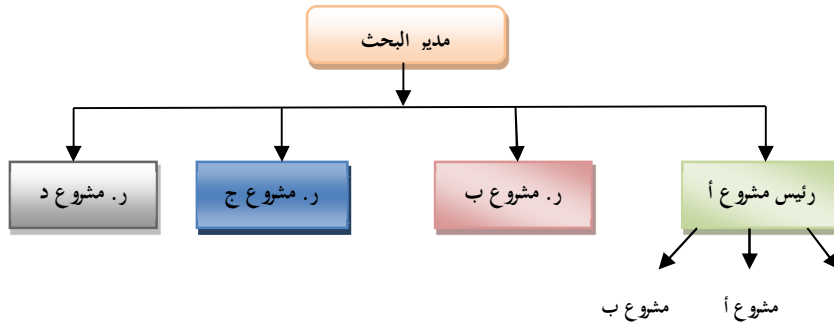 مدير البحث
رئيس مشروع أ
ر. مشروع ب
ر. مشروع ج
ر. مشروع د
مشروع أ
مشروع ب